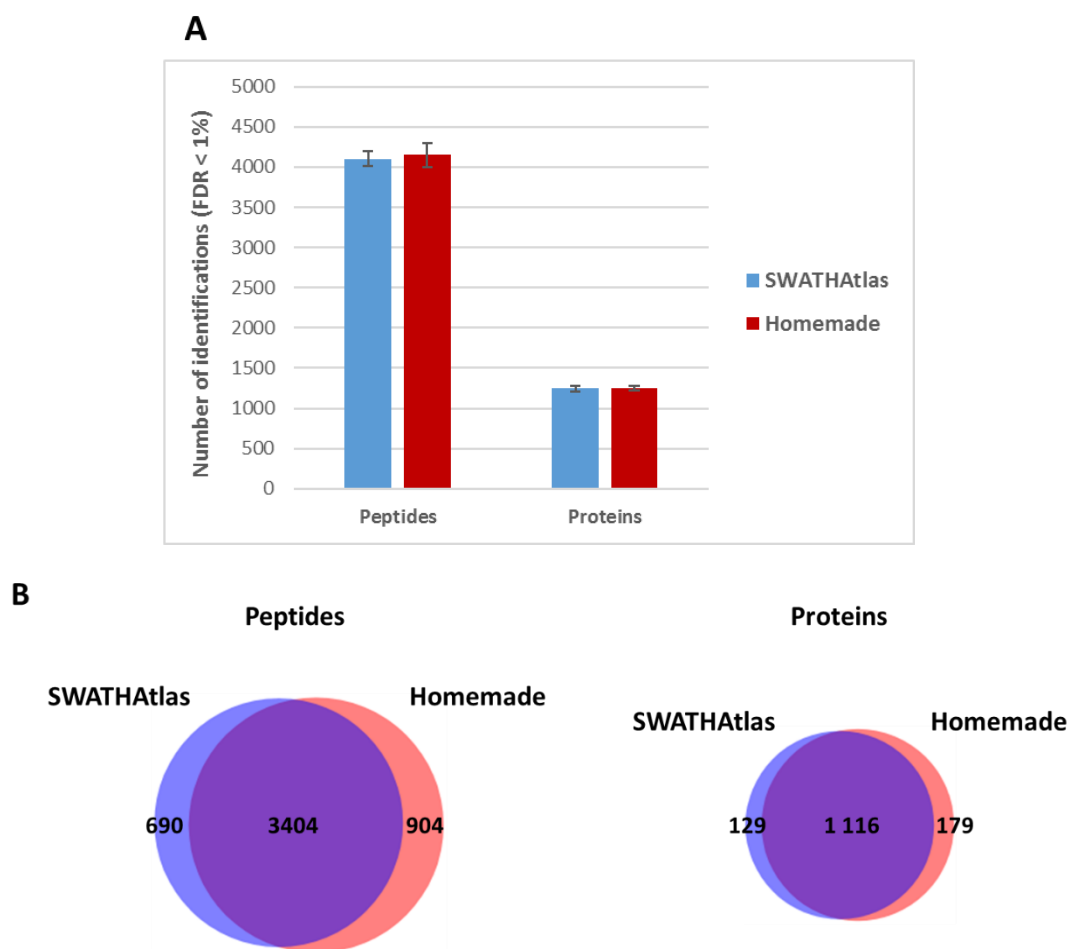 A
Number of identifications (FDR < 1%)
5000
4500
4000
3500
3000
2500
2000
1500
1000
500
0
Peptides
Proteins
SWATHAtlas
Homemade
B
Peptides
SWATHAtlas
Homemade
690
3404
904
Proteins
SWATHAtlas
Homemade
129
1 116
179